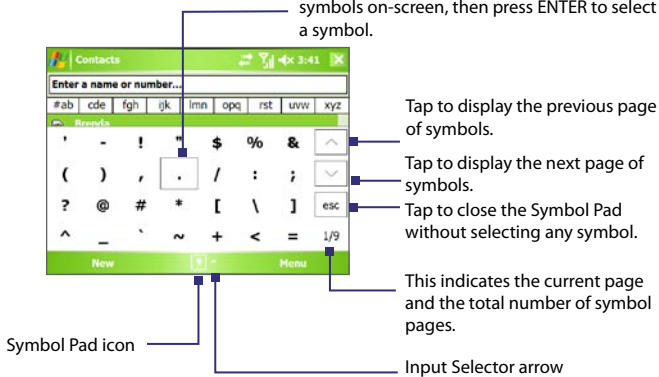 symbols on-screen, then press ENTER to select
a symbol.
Contacts 3:41
Enter a name or number...
#ab cde fgh ijk lmn opq rst uvw xyz
Brenda
' - ! " $ % &
( ) , . / : ;
? @ # * [ \ ] esc
^ _ ` ~ + < = 1/9
New Menu
Tap to display the previous page
of symbols.
Tap to display the next page of
symbols.
Tap to close the Symbol Pad
without selecting any symbol.
This indicates the current page
and the total number of symbol
pages.
Symbol Pad icon
Input Selector arrow